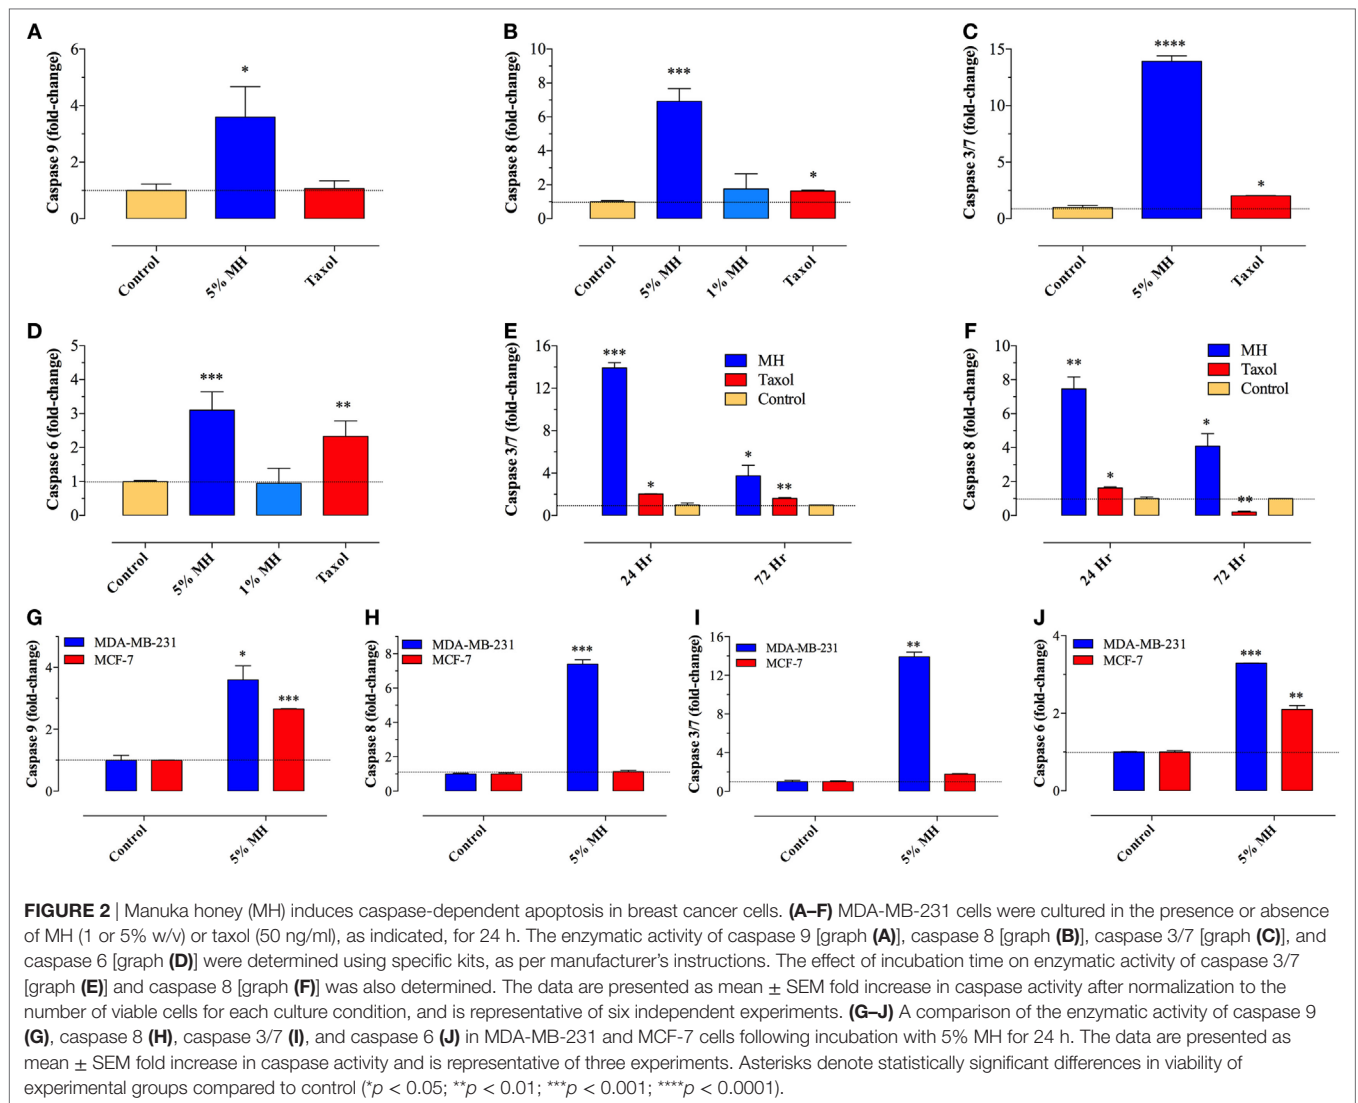 A
Caspase 9 (fold-change)
6
4
2
0
*
Control
5% MH
Taxol
B
Caspase 8 (fold-change)
10
8
6
4
2
0
***
*
Control
5% MH
1% MH
Taxol
C
Caspase 3/7 (fold-change)
15
10
5
0
****
*
Control
5% MH
Taxol
D
Caspase 6 (fold-change)
5
4
3
2
1
0
***
**
Control
5% MH
1% MH
Taxol
E
Caspase 3/7 (fold-change)
16
12
8
4
0
***
*
*
**
MH
Taxol
Control
24 Hr
72 Hr
F
Caspase 8 (fold-change)
10
8
6
4
2
0
**
*
*
**
MH
Taxol
Control
24 Hr
72 Hr
G
Caspase 9 (fold-change)
4
2
0
MDA-MB-231
MCF-7
*
***
Control
5% MH
H
Caspase 8 (fold-change)
8
6
4
2
0
MDA-MB-231
MCF-7
***
Control
5% MH
I
Caspase 3/7 (fold-change)
16
12
8
4
0
MDA-MB-231
MCF-7
**
Control
5% MH
J
Caspase 6 (fold-change)
4
2
0
MDA-MB-231
MCF-7
***
**
Control
5% MH
FIGURE 2 | Manuka honey (MH) induces caspase-dependent apoptosis in breast cancer cells. (A–F) MDA-MB-231 cells were cultured in the presence or absence
of MH (1 or 5% w/v) or taxol (50 ng/ml), as indicated, for 24 h. The enzymatic activity of caspase 9 [graph (A)], caspase 8 [graph (B)], caspase 3/7 [graph (C)], and
caspase 6 [graph (D)] were determined using specific kits, as per manufacturer's instructions. The effect of incubation time on enzymatic activity of caspase 3/7
[graph (E)] and caspase 8 [graph (F)] was also determined. The data are presented as mean ± SEM fold increase in caspase activity after normalization to the
number of viable cells for each culture condition, and is representative of six independent experiments. (G–J) A comparison of the enzymatic activity of caspase 9
(G), caspase 8 (H), caspase 3/7 (I), and caspase 6 (J) in MDA-MB-231 and MCF-7 cells following incubation with 5% MH for 24 h. The data are presented as
mean ± SEM fold increase in caspase activity and is representative of three experiments. Asterisks denote statistically significant differences in viability of
experimental groups compared to control (*p < 0.05; **p < 0.01; ***p < 0.001; ****p < 0.0001).